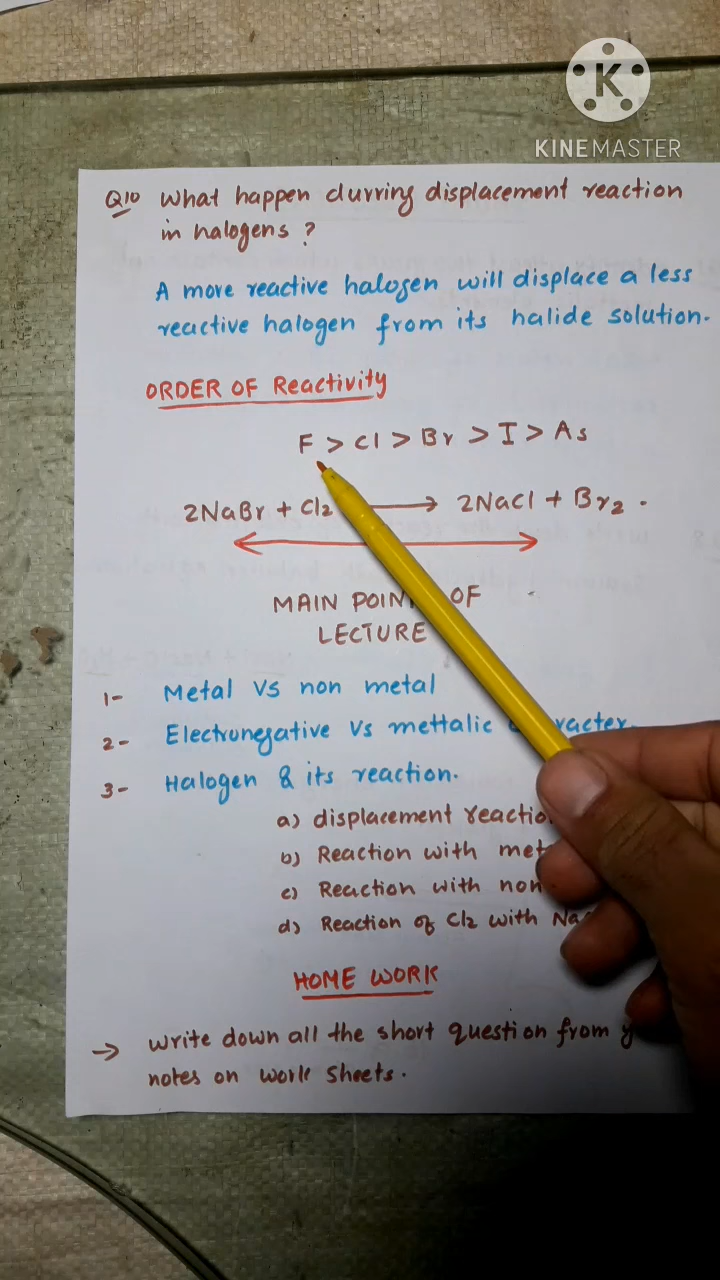 K
KINEMASTER
Q10 What happen durring displacement reaction
in halogens ?
A more reactive halogen will displace a less
reactive halogen from its halide solution.
ORDER OF Reactivity
F > Cl > Br > I > As
2NaBr + Cl2 → 2NaCl + Br2 .
MAIN POINT OF
LECTURE
1- Metal Vs non metal
2- Electronegative Vs mettalic
3- Halogen & its reaction.
a) displacement reactio
b) Reaction with met
c) Reaction with non
d) Reaction of Cl2 with Na
HOME WORK
→ write down all the short question from y
notes on work sheets.